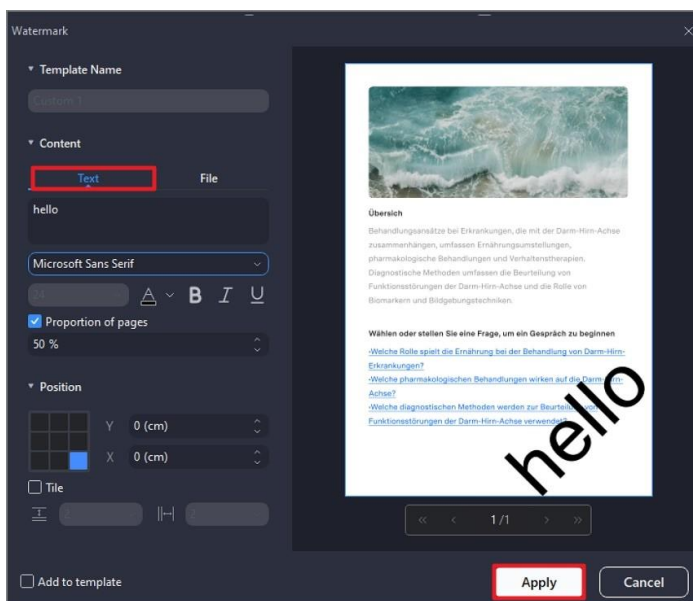 Watermark
Template Name
Custom 1
Content
Text
File
hello
Microsoft Sans Serif
24
B I U
Proportion of pages
50 %
Position
Y
0 (cm)
X
0 (cm)
Tile
Add to template
Übersich
Behandlungsansätze bei Erkrankungen, die mit der Darm-Hirn-Achse
zusammenhängen, umfassen Ernährungsumstellungen,
pharmakologische Behandlungen und Verhaltenstherapien.
Diagnostische Methoden umfassen die Beurteilung von
Funktionsstörungen der Darm-Hirn-Achse und die Rolle von
Biomarkern und Bildgebungstechniken.
Wählen oder stellen Sie eine Frage, um ein Gespräch zu beginnen
-Welche Rolle spielt die Ernährung bei der Behandlung von Darm-Hirn-
Erkrankungen?
-Welche pharmakologischen Behandlungen wirken auf die Darm-Hirn-
Achse?
-Welche diagnostischen Methoden werden zur Beurteilung von
Funktionsstörungen der Darm-Hirn-Achse verwendet?
hello
1 /1
Apply
Cancel